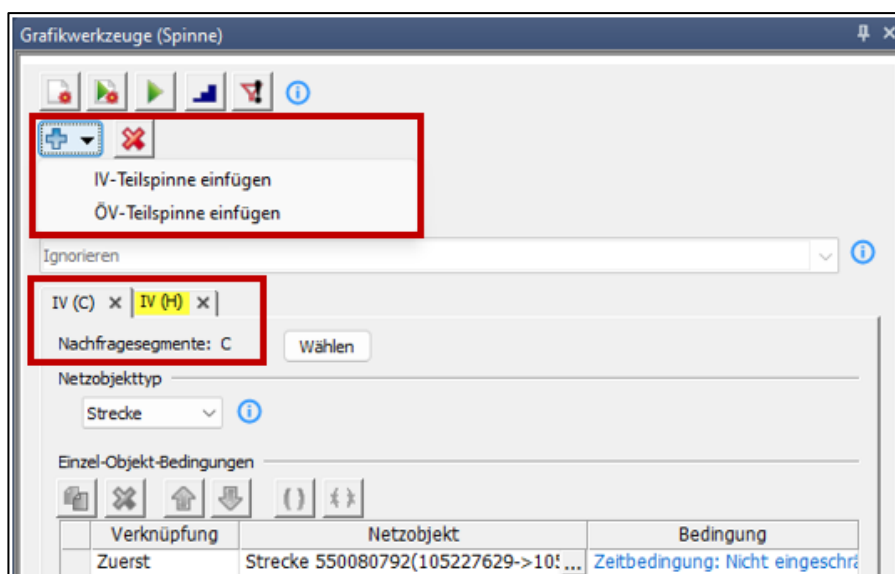 Grafikwerkzeuge (Spinne)
IV-Teilspinne einfügen
ÖV-Teilspinne einfügen
Ignorieren
IV (C) IV (H)
Nachfragesegmente: C Wählen
Netzobjekttyp
Strecke
Einzel-Objekt-Bedingungen
Verknüpfung Netzobjekt Bedingung
Zuerst Strecke 550080792(105227629->10 ... Zeitbedingung: Nicht